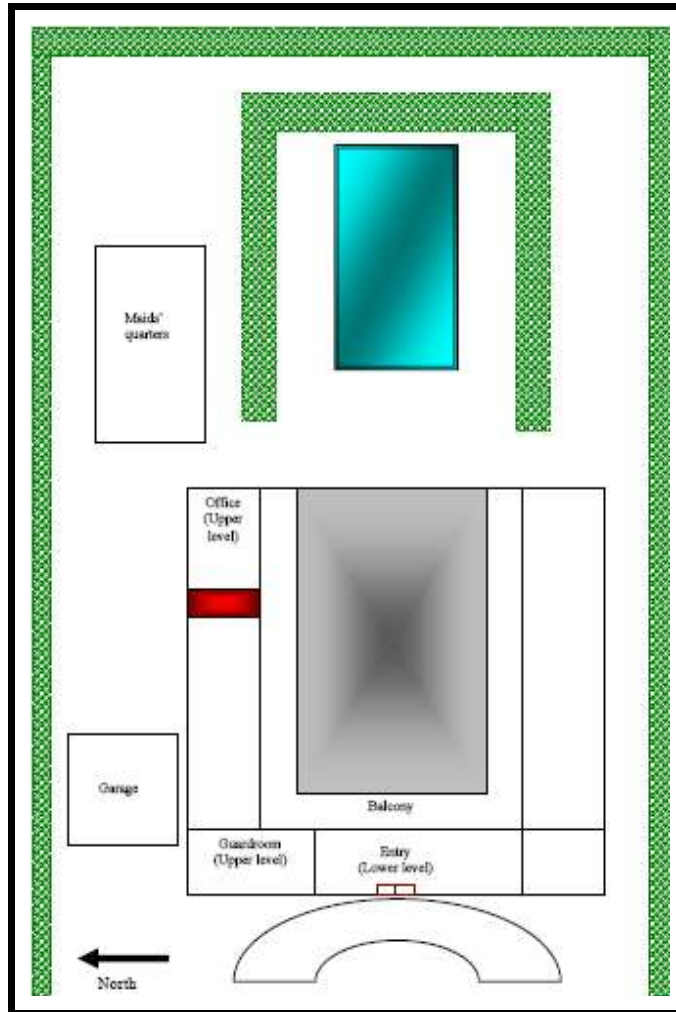 Maids'
quarters
Office
(Upper
level)
Garage
Balcony
Guardroom
(Upper level)
Entry
(Lower level)
North